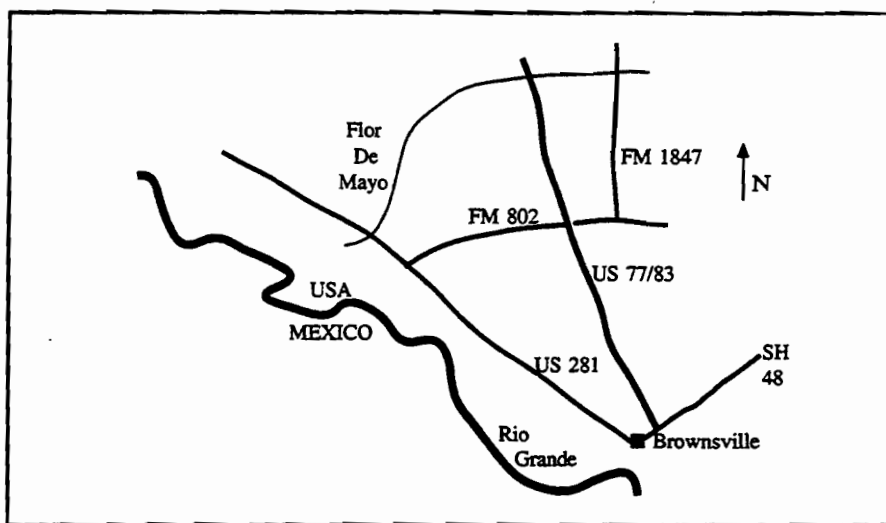 Flor
De
Mayo
FM 1847
N
FM 802
US 77/83
USA
MEXICO
US 281
SH
48
Rio
Grande
Brownsville